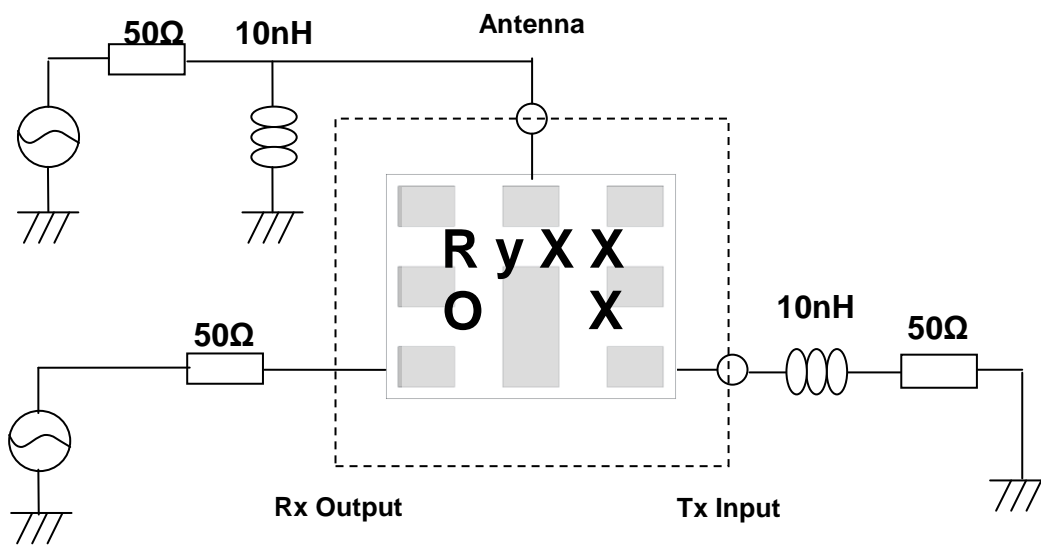 50Ω
10nH
Antenna
R y X X
O X
10nH
50Ω
50Ω
Rx Output
Tx Input